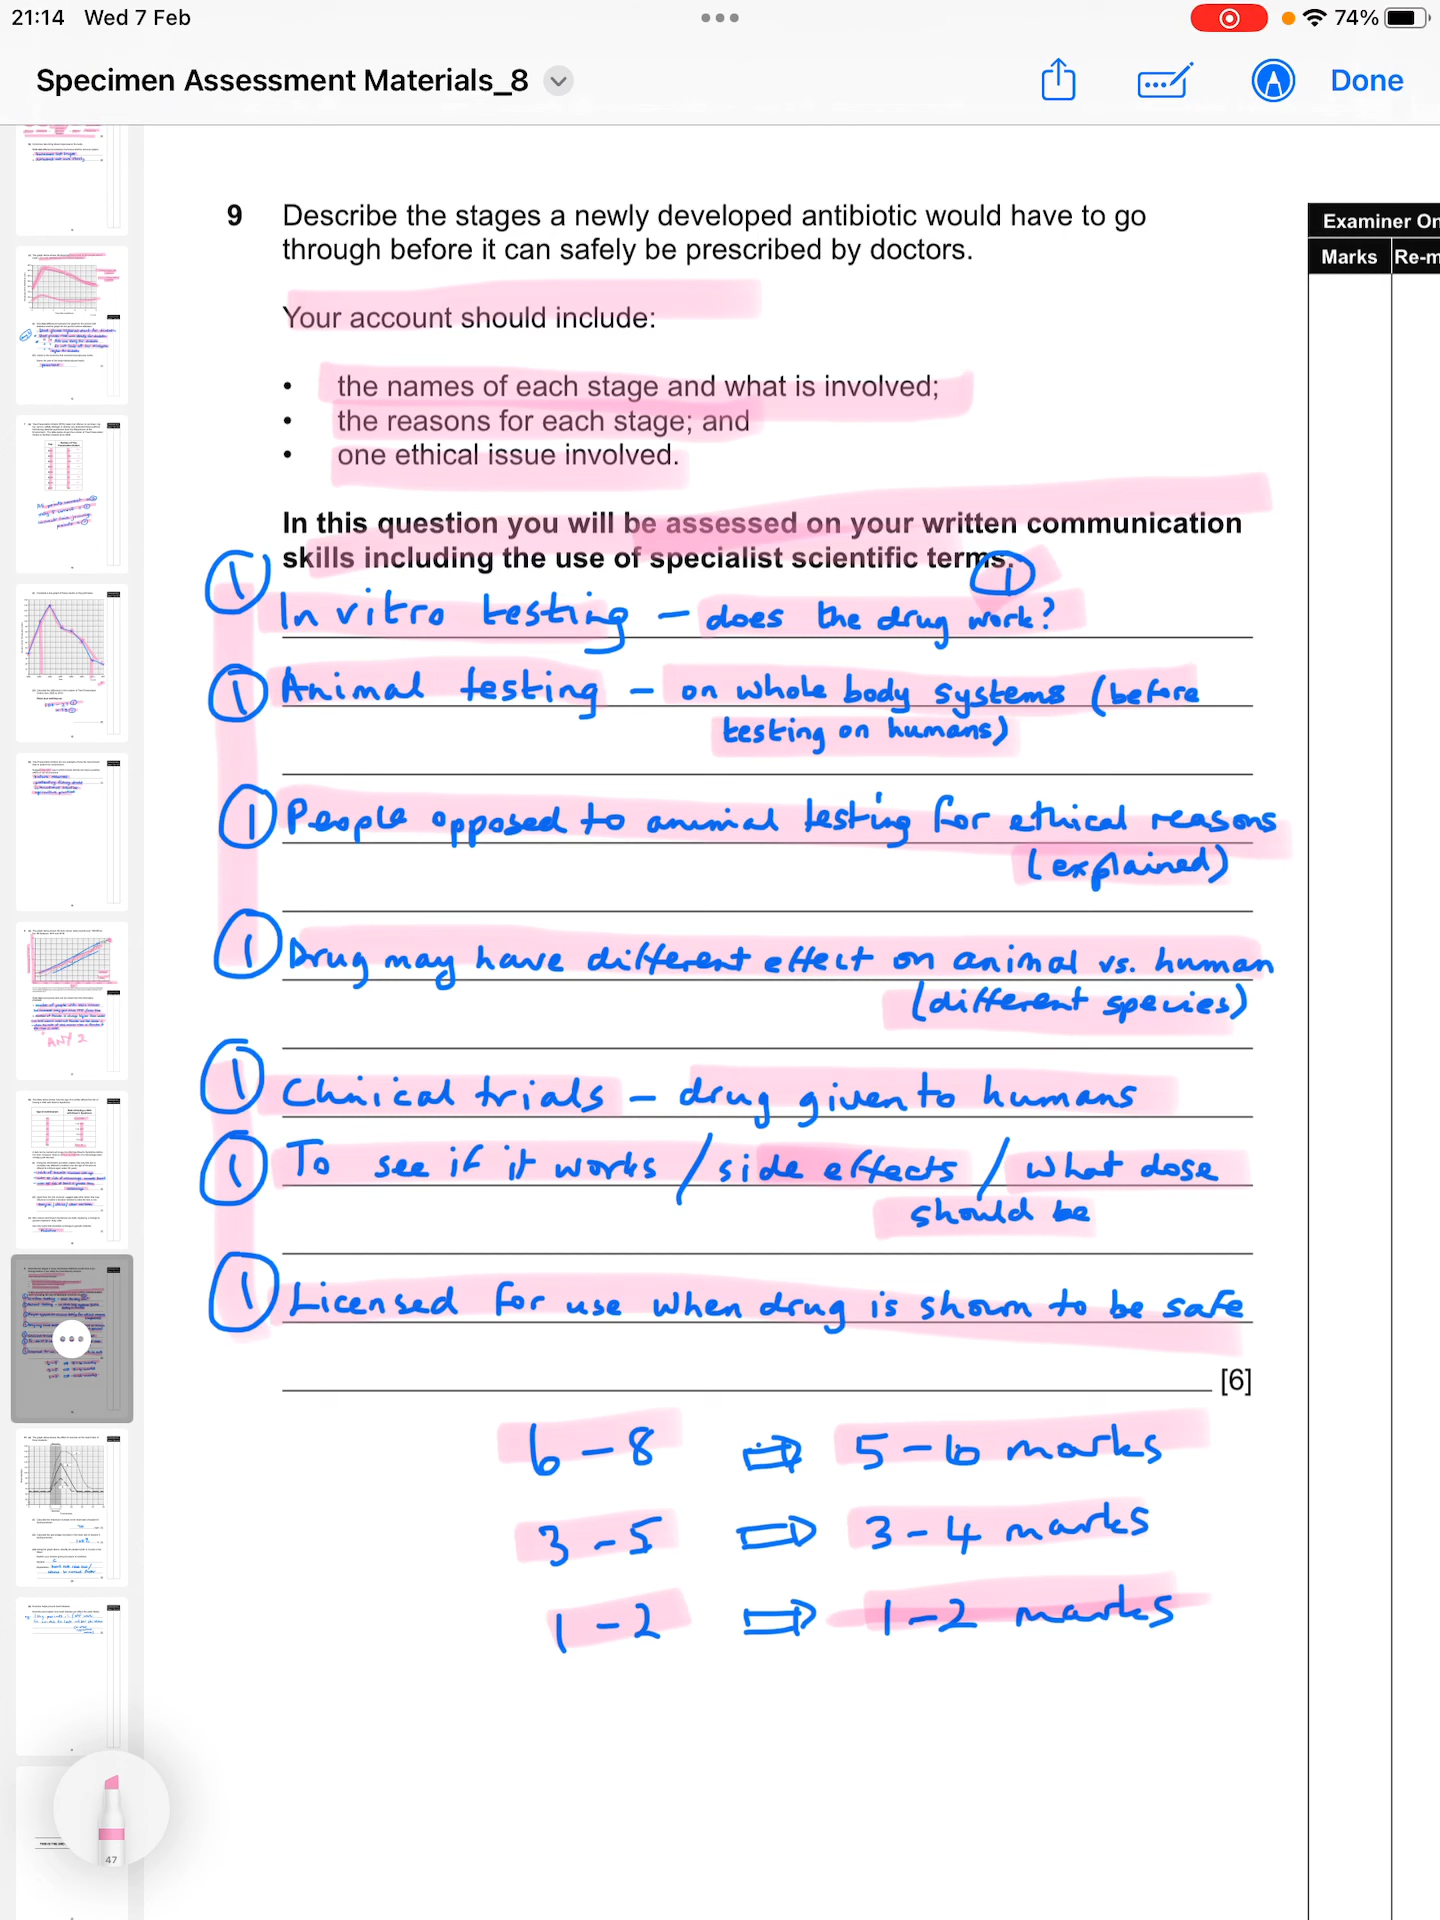 21:14 Wed 7 Feb
74%
Specimen Assessment Materials_8
Done
Examiner On
Marks Re-m
9 Describe the stages a newly developed antibiotic would have to go
through before it can safely be prescribed by doctors.
Your account should include:
• the names of each stage and what is involved;
• the reasons for each stage; and
• one ethical issue involved.
In this question you will be assessed on your written communication
skills including the use of specialist scientific terms.
① In vitro testing – does the drug work? ①
① Animal testing – on whole body systems (before
testing on humans)
① People opposed to animal testing for ethical reasons
(explained)
① Drug may have different effect on animal vs. human
(different species)
① Clinical trials – drug given to humans
① To see if it works / side effects / what dose
should be
① Licensed for use when drug is shown to be safe
[6]
6 – 8 ⇨ 5 – 6 marks
3 – 5 ⇨ 3 – 4 marks
1 – 2 ⇨ 1 – 2 marks
ANY 2
47